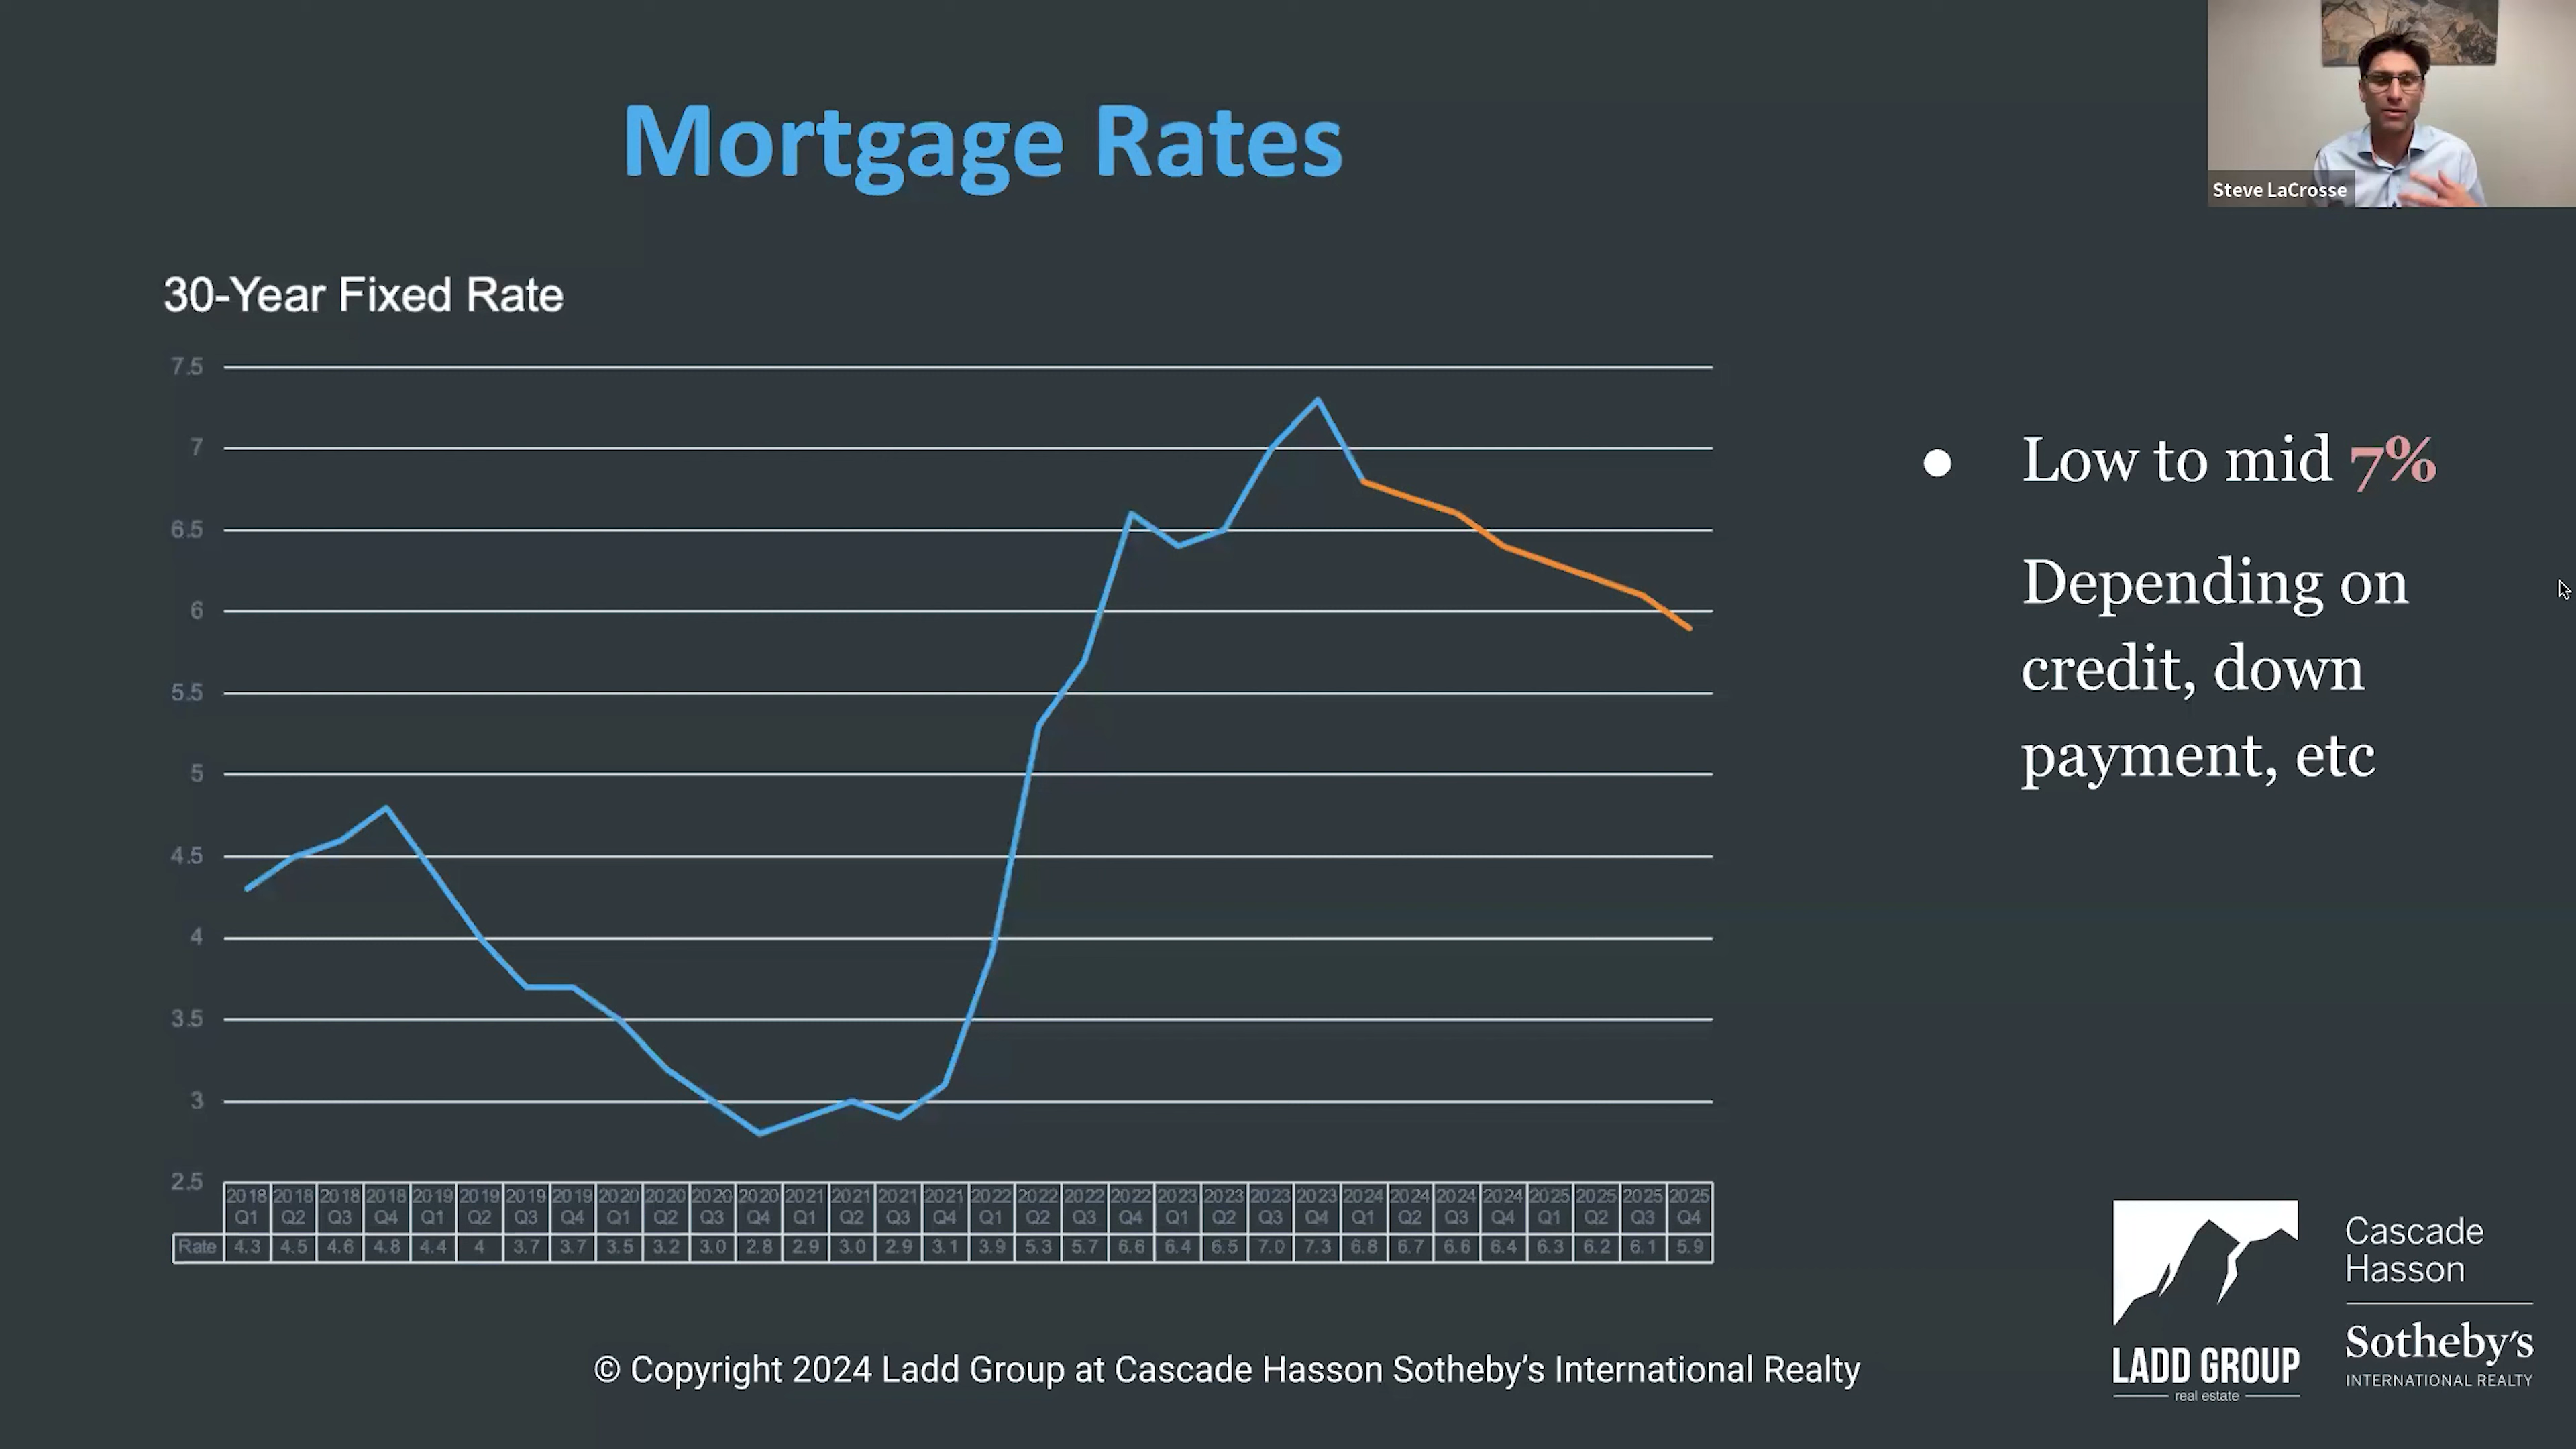 Mortgage Rates
Steve LaCrosse
30-Year Fixed Rate
7.5
7
6.5
6
5.5
5
4.5
4
3.5
3
2.5
2018 Q1 2018 Q2 2018 Q3 2018 Q4 2019 Q1 2019 Q2 2019 Q3 2019 Q4 2020 Q1 2020 Q2 2020 Q3 2020 Q4 2021 Q1 2021 Q2 2021 Q3 2021 Q4 2022 Q1 2022 Q2 2022 Q3 2022 Q4 2023 Q1 2023 Q2 2023 Q3 2023 Q4 2024 Q1 2024 Q2 2024 Q3 2024 Q4 2025 Q1 2025 Q2 2025 Q3 2025 Q4
Rate 4.3 4.5 4.6 4.8 4.4 4 3.7 3.7 3.5 3.2 3.0 2.8 2.9 3.0 2.9 3.1 3.9 5.3 5.7 6.6 6.4 6.5 7.0 7.3 6.8 6.7 6.6 6.4 6.3 6.2 6.1 5.9
● Low to mid 7%
Depending on
credit, down
payment, etc
© Copyright 2024 Ladd Group at Cascade Hasson Sotheby’s International Realty
LADD GROUP
real estate
Cascade
Hasson
Sotheby's
INTERNATIONAL REALTY